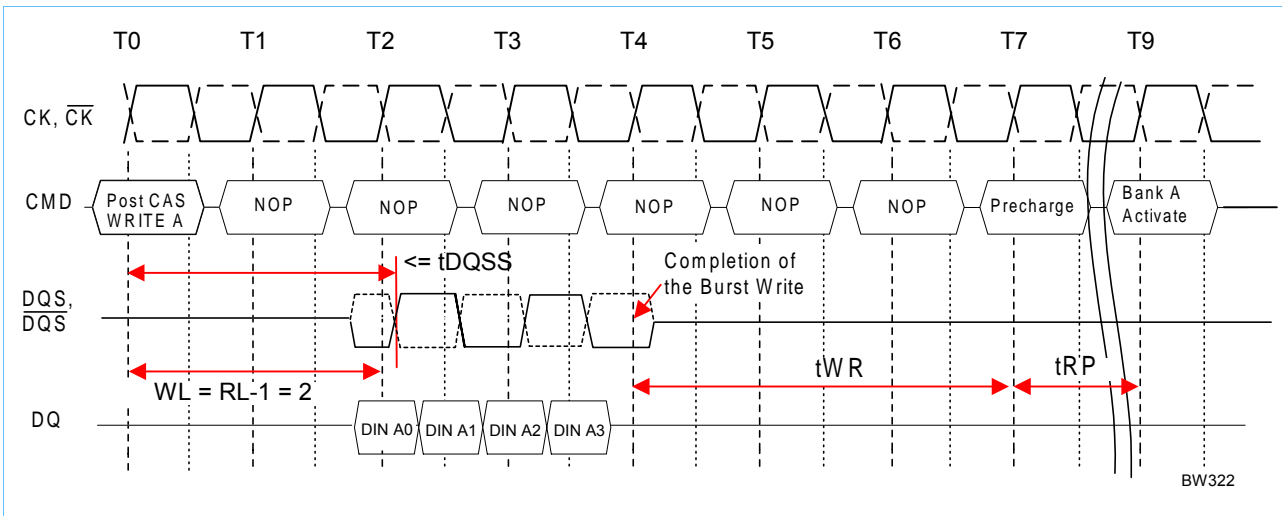 T0 T1 T2 T3 T4 T5 T6 T7 T9
CK, CK
CMD
Post CAS
WRITE A
NOP
NOP
NOP
NOP
NOP
NOP
Precharge
Bank A
Activate
<= tDQSS
Completion of
the Burst Write
DQS,
DQS
WL = RL-1 = 2
tWR
tRP
DQ
DIN A0
DIN A1
DIN A2
DIN A3
BW322